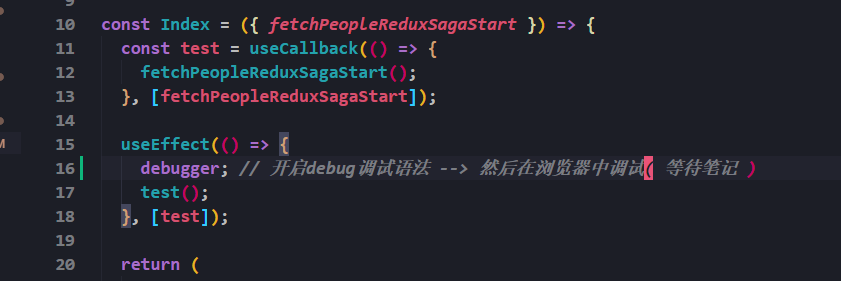 10 const Index = ({ fetchPeopleReduxSagaStart }) => {
11 const test = useCallback(() => {
12 fetchPeopleReduxSagaStart();
13 }, [fetchPeopleReduxSagaStart]);
14
15 useEffect(() => {
16 debugger; // 开启debug调试语法 --> 然后在浏览器中调试( 等待笔记 )
17 test();
18 }, [test]);
19
20 return (